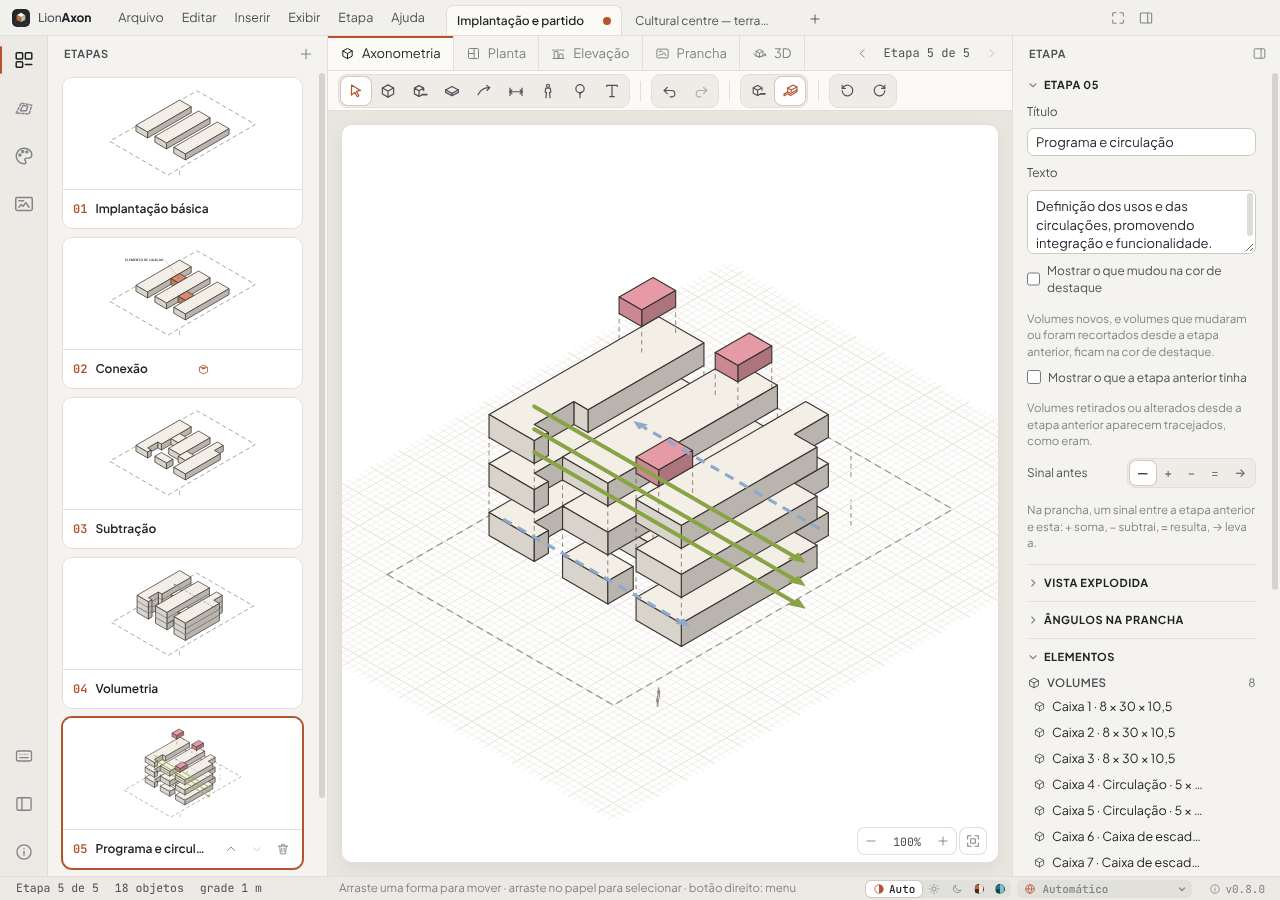 LionAxon Arquivo Editar Inserir Exibir Etapa Ajuda Implantação e partido Cultural centre — terra…
ETAPAS
01 Implantação básica
ELEMENTO DE LIGAÇÃO
02 Conexão
03 Subtração
04 Volumetria
05 Programa e circul…
Axonometria Planta Elevação Prancha 3D Etapa 5 de 5
100%
ETAPA
ETAPA 05
Título
Programa e circulação
Texto
Definição dos usos e das
circulações, promovendo
integração e funcionalidade.
Mostrar o que mudou na cor de
destaque
Volumes novos, e volumes que mudaram
ou foram recortados desde a etapa
anterior, ficam na cor de destaque.
Mostrar o que a etapa anterior tinha
Volumes retirados ou alterados desde a
etapa anterior aparecem tracejados,
como eram.
Sinal antes — + − = →
Na prancha, um sinal entre a etapa anterior
e esta: + soma, − subtrai, = resulta, → leva
a.
VISTA EXPLODIDA
ÂNGULOS NA PRANCHA
ELEMENTOS
VOLUMES 8
Caixa 1 · 8 × 30 × 10,5
Caixa 2 · 8 × 30 × 10,5
Caixa 3 · 8 × 30 × 10,5
Caixa 4 · Circulação · 5 × …
Caixa 5 · Circulação · 5 × …
Caixa 6 · Caixa de escad…
Caixa 7 · Caixa de escad…
Etapa 5 de 5 18 objetos grade 1 m Arraste uma forma para mover · arraste no papel para selecionar · botão direito: menu Auto Automático v0.8.0